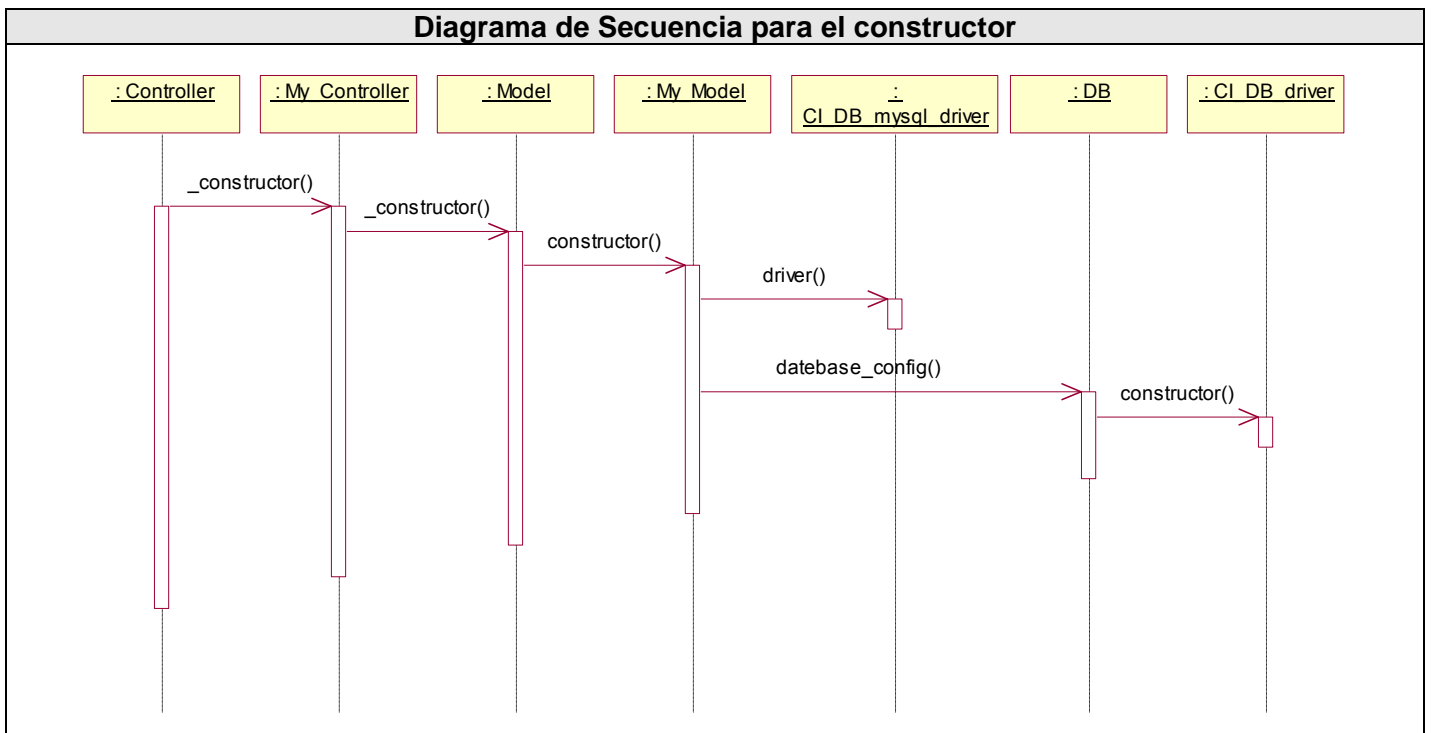 Diagrama de Secuencia para el constructor
: Controller
: My_Controller
: Model
: My_Model
:
CI_DB_mysql_driver
: DB
: CI_DB_driver
_constructor()
_constructor()
constructor()
driver()
datebase_config()
constructor()